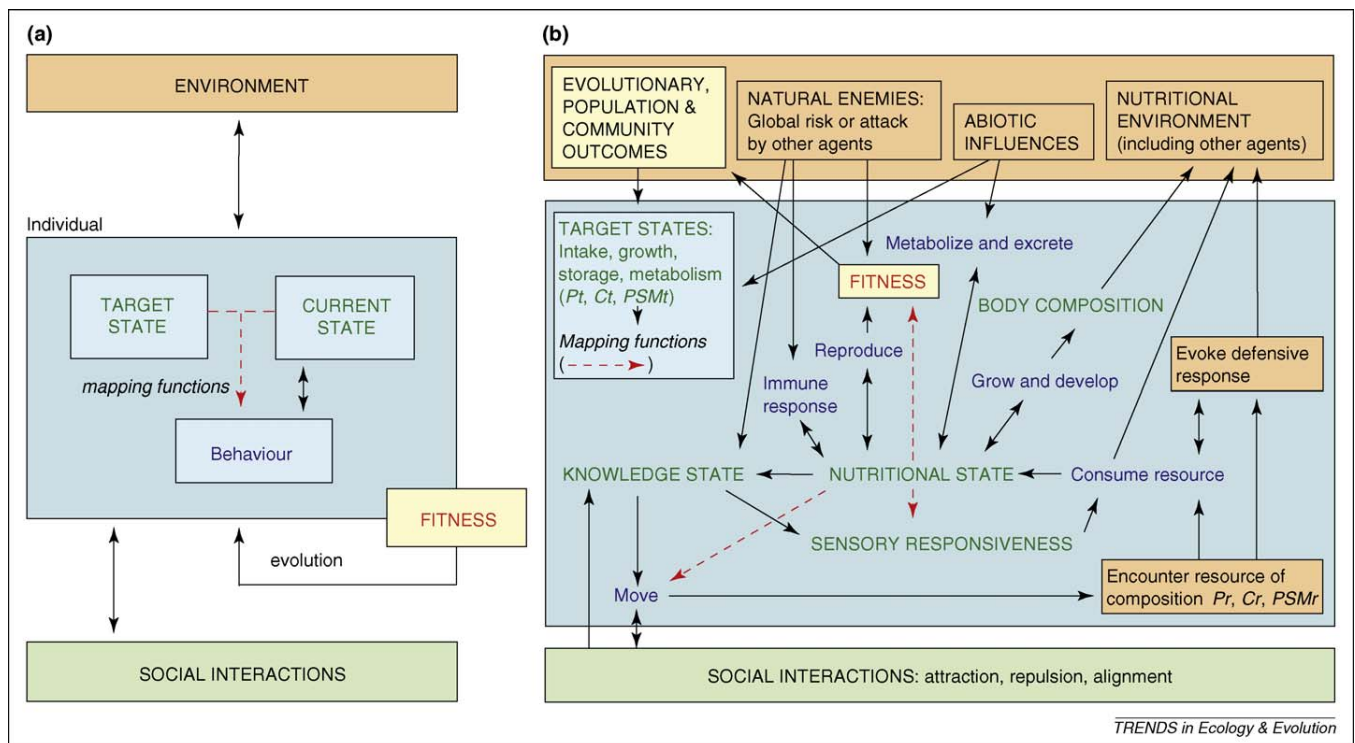 (a)
ENVIRONMENT
Individual
TARGET
STATE
CURRENT
STATE
mapping functions
Behaviour
FITNESS
evolution
SOCIAL INTERACTIONS
(b)
EVOLUTIONARY,
POPULATION &
COMMUNITY
OUTCOMES
NATURAL ENEMIES:
Global risk or attack
by other agents
ABIOTIC
INFLUENCES
NUTRITIONAL
ENVIRONMENT
(including other agents)
TARGET STATES:
Intake, growth,
storage, metabolism
(Pt, Ct, PSMt)
Mapping functions
( )
Metabolize and excrete
FITNESS
BODY COMPOSITION
Reproduce
Evoke defensive
response
Immune
response
Grow and develop
KNOWLEDGE STATE
NUTRITIONAL STATE
Consume resource
SENSORY RESPONSIVENESS
Move
Encounter resource of
composition Pr, Cr, PSMr
SOCIAL INTERACTIONS: attraction, repulsion, alignment
TRENDS in Ecology & Evolution